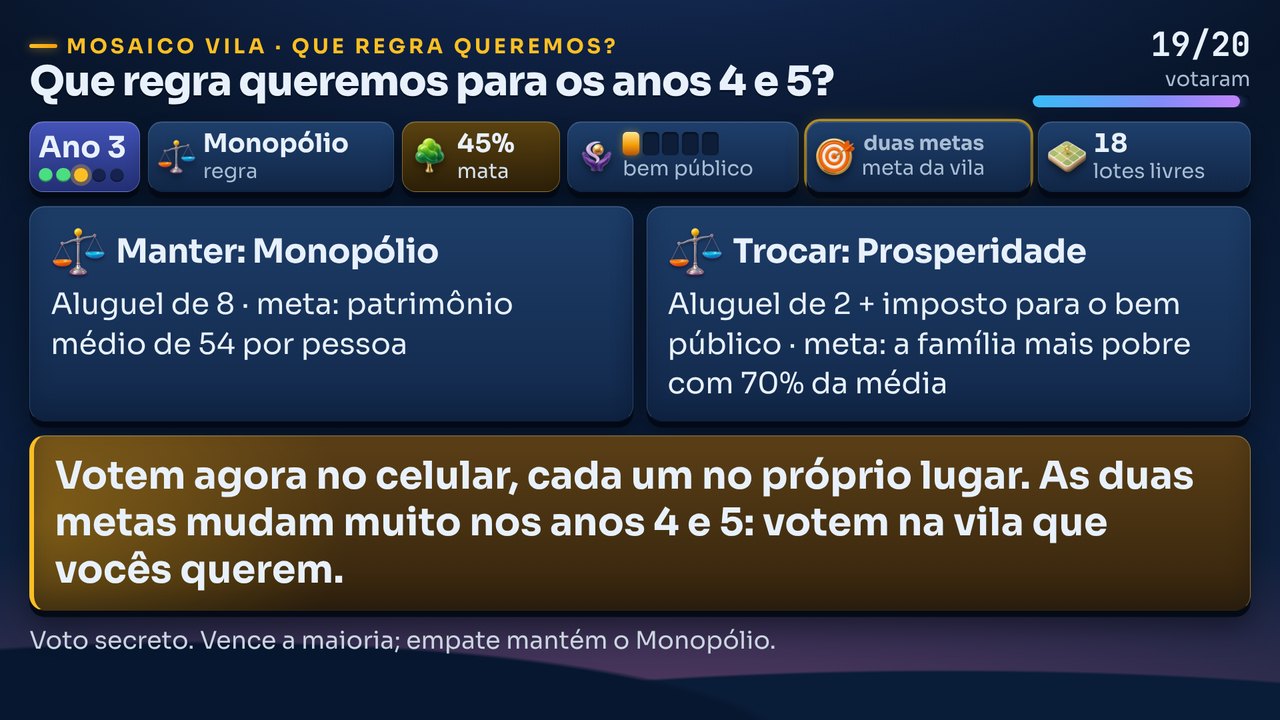 MOSAICO VILA · QUE REGRA QUEREMOS?
Que regra queremos para os anos 4 e 5?
19/20
votaram
Ano 3
Monopólio
regra
45%
mata
bem público
duas metas
meta da vila
18
lotes livres
Manter: Monopólio
Aluguel de 8 · meta: patrimônio
médio de 54 por pessoa
Trocar: Prosperidade
Aluguel de 2 + imposto para o bem
público · meta: a família mais pobre
com 70% da média
Votem agora no celular, cada um no próprio lugar. As duas
metas mudam muito nos anos 4 e 5: votem na vila que
vocês querem.
Voto secreto. Vence a maioria; empate mantém o Monopólio.